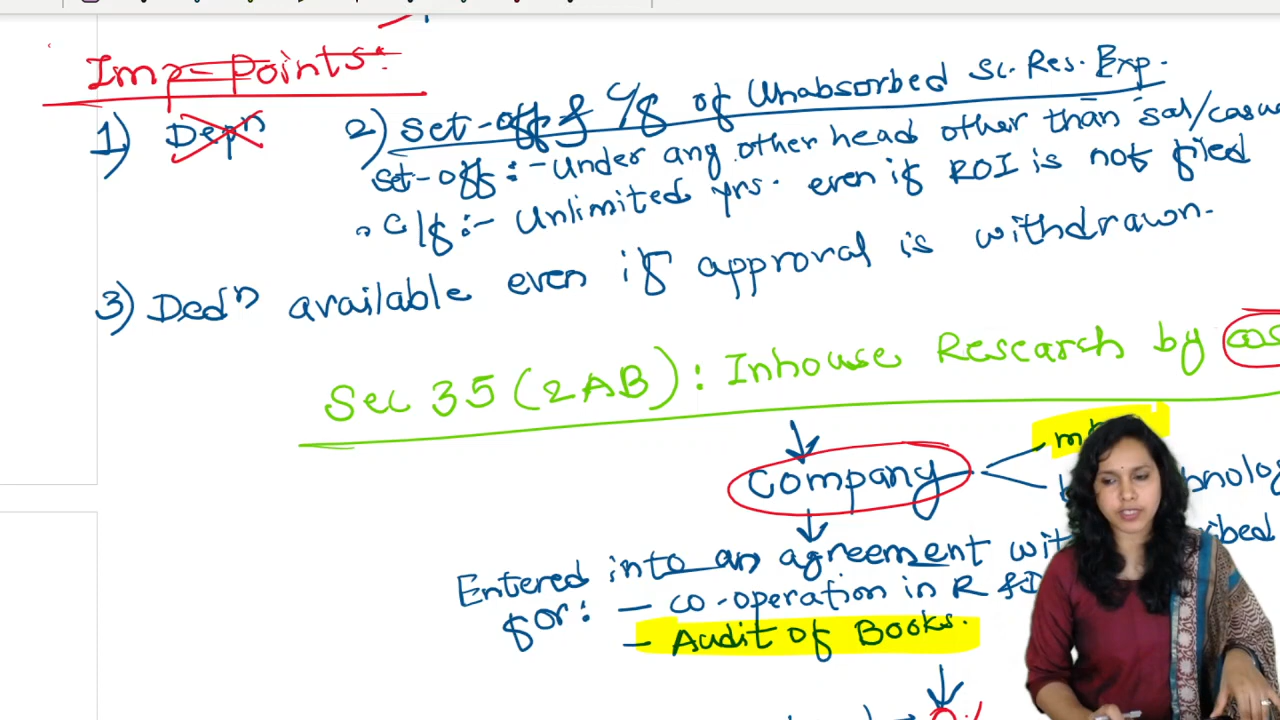 Imp- Points:
1) Depn
2) Set-off & C/f of Unabsorbed Sc. Res. Exp.
Set-off :- Under any other head other than sal/casu
C/f :- Unlimited yrs. even if ROI is not filed
3) Dedn available even if approval is withdrawn.
Sec 35 (2AB) : Inhouse Research by
Company
Entered into an agreement
for: - co-operation in R &D
- Audit of Books.